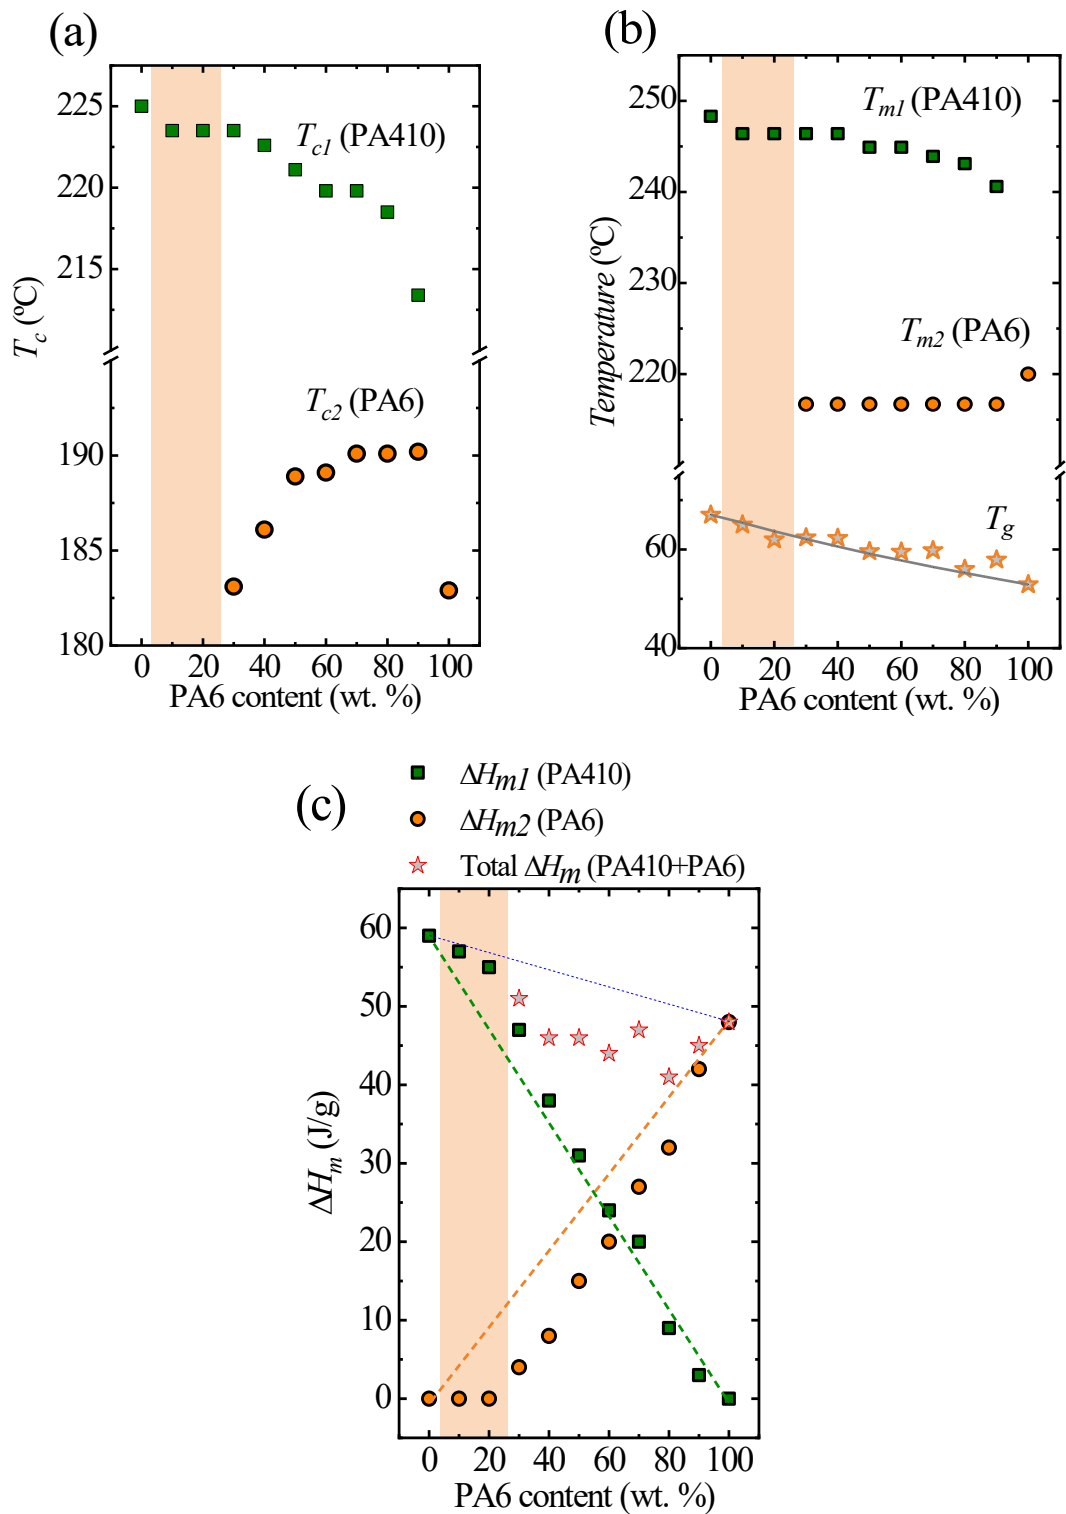 (a)
225
220
215
190
185
180
T_c (ºC)
T_c1 (PA410)
T_c2 (PA6)
0 20 40 60 80 100
PA6 content (wt. %)
(b)
250
240
230
220
60
40
Temperature (ºC)
T_m1 (PA410)
T_m2 (PA6)
T_g
0 20 40 60 80 100
PA6 content (wt. %)
(c)
ΔH_m1 (PA410)
ΔH_m2 (PA6)
Total ΔH_m (PA410+PA6)
60
50
40
30
20
10
0
ΔH_m (J/g)
0 20 40 60 80 100
PA6 content (wt. %)